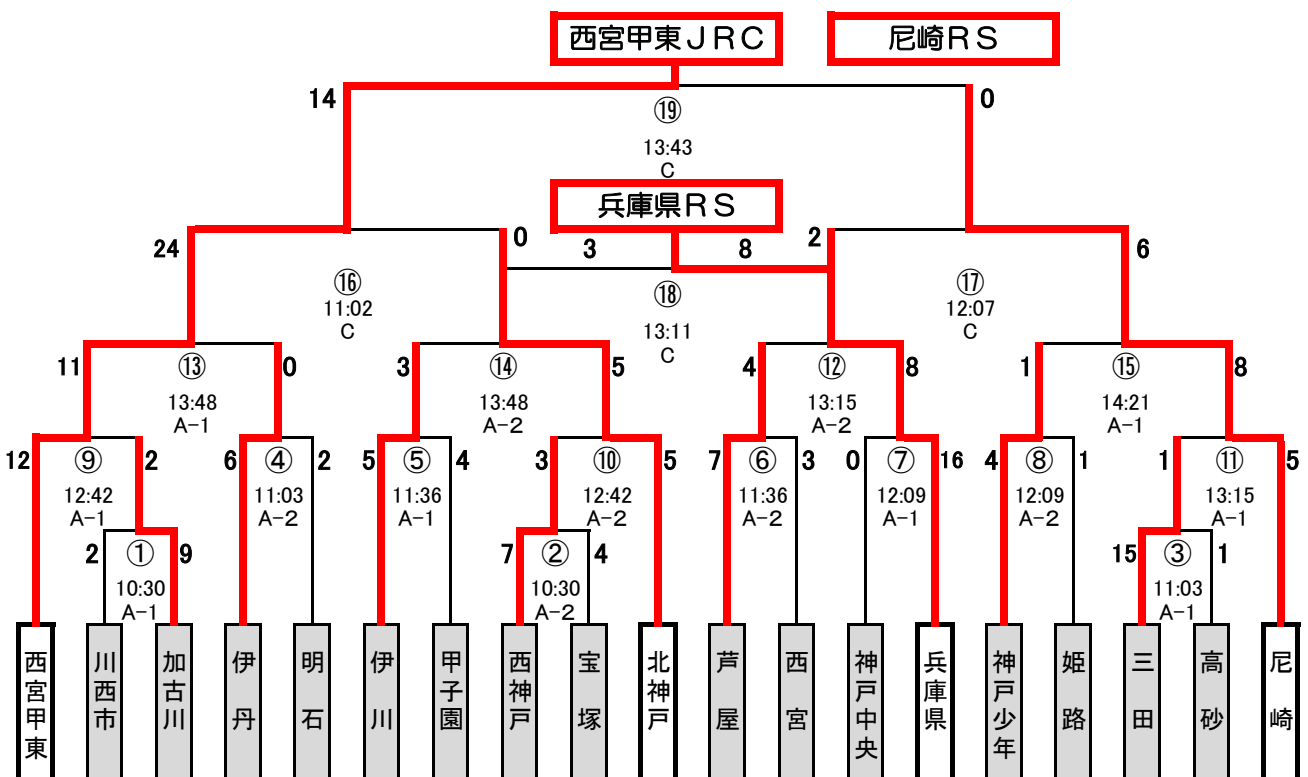 西宮甲東ＪＲＣ 尼崎ＲＳ
14 0
⑲
13:43
C
兵庫県ＲＳ
24 0 3 8 2 6
⑯ ⑱ ⑰
11:02 13:11 12:07
C C C
11 0 3 5 4 8 1 8
⑬ ⑭ ⑫ ⑮
13:48 13:48 13:15 14:21
A-1 A-2 A-2 A-1
12 2 6 2 5 4 3 5 7 3 0 16 4 1 1 5
⑨ ④ ⑤ ⑩ ⑥ ⑦ ⑧ ⑪
12:42 11:03 11:36 12:42 11:36 12:09 12:09 13:15
A-1 A-2 A-1 A-2 A-2 A-1 A-2 A-1
2 9 7 4 15 1
① ② ③
10:30 10:30 11:03
A-1 A-2 A-1
西宮甲東
川西市
加古川
伊丹
明石
伊川
甲子園
西神戸
宝塚
北神戸
芦屋
西宮
神戸中央
兵庫県
神戸少年
姫路
三田
高砂
尼崎